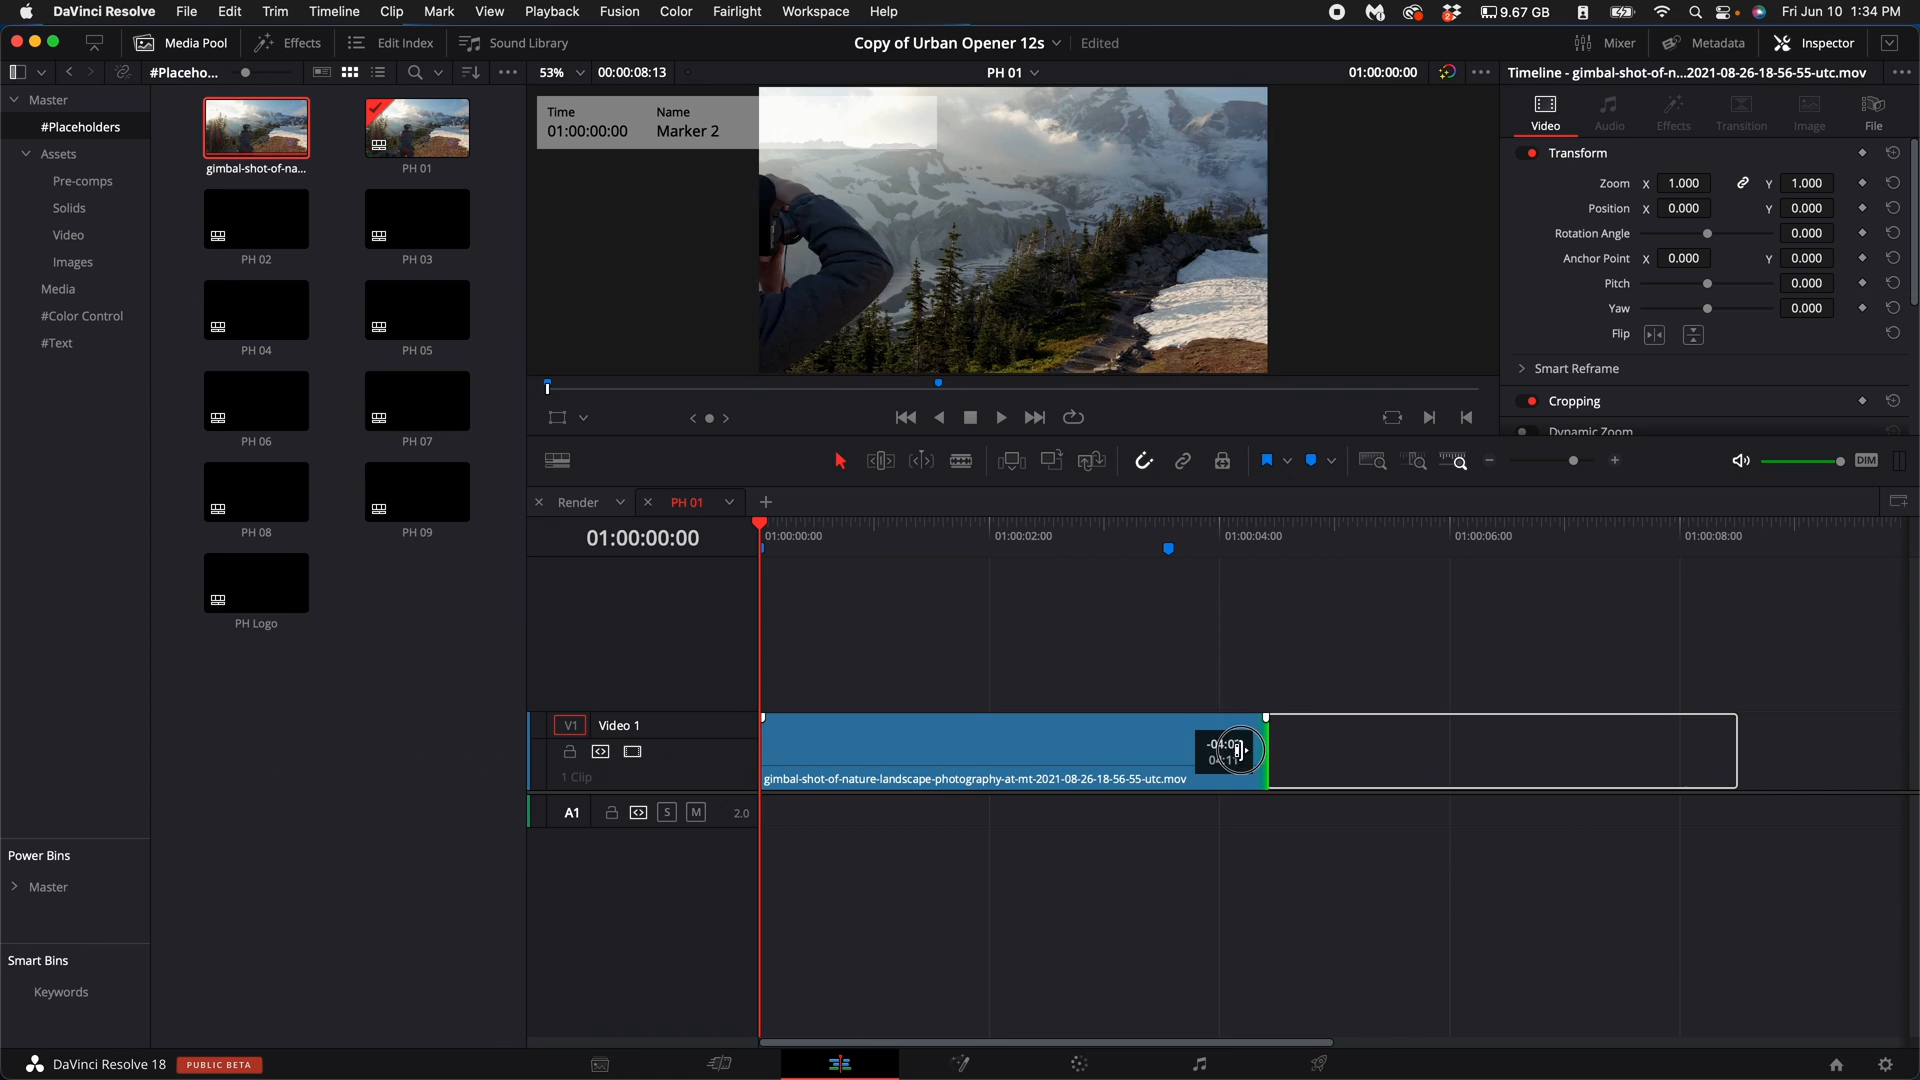 DaVinci Resolve File Edit Trim Timeline Clip Mark View Playback Fusion Color Fairlight Workspace Help
2 9.67 GB Fri Jun 10 1:34 PM
Media Pool Effects Edit Index Sound Library
Copy of Urban Opener 12s Edited
Mixer Metadata Inspector
#Placeho...
53% 00:00:08:13 PH 01 01:00:00:00
Timeline - gimbal-shot-of-n...2021-08-26-18-56-55-utc.mov
Master
#Placeholders
Assets
Pre-comps
Solids
Video
Images
Media
#Color Control
#Text
Power Bins
Master
Smart Bins
Keywords
gimbal-shot-of-na...
PH 01
PH 02
PH 03
PH 04
PH 05
PH 06
PH 07
PH 08
PH 09
PH Logo
Time Name
01:00:00:00 Marker 2
Video Audio Effects Transition Image File
Transform
Zoom X 1.000 Y 1.000
Position X 0.000 Y 0.000
Rotation Angle 0.000
Anchor Point X 0.000 Y 0.000
Pitch 0.000
Yaw 0.000
Flip
Smart Reframe
Cropping
Dynamic Zoom
DIM
Render PH 01
01:00:00:00
01:00:00:00 01:00:02:00 01:00:04:00 01:00:06:00 01:00:08:00
V1 Video 1
1 Clip
gimbal-shot-of-nature-landscape-photography-at-mt-2021-08-26-18-56-55-utc.mov
A1 S M 2.0
DaVinci Resolve 18 PUBLIC BETA